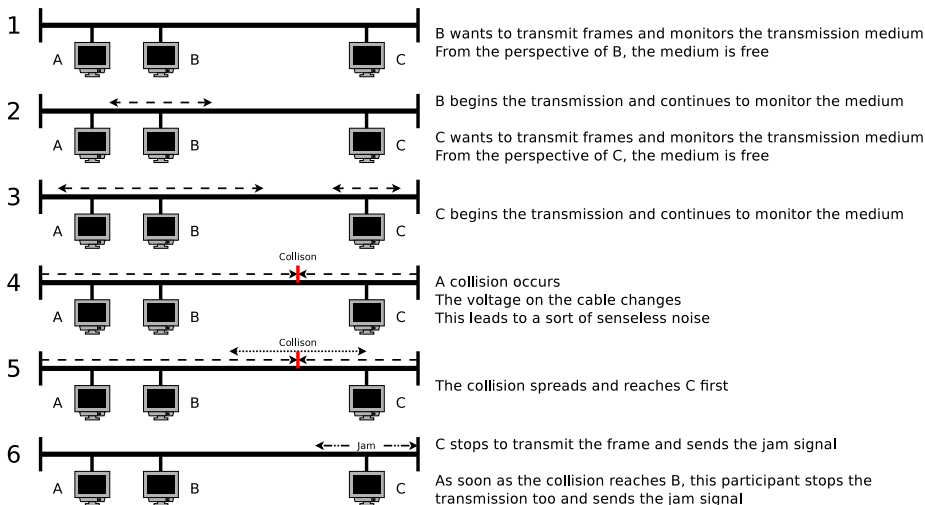 1
A
B
C
B wants to transmit frames and monitors the transmission medium
From the perspective of B, the medium is free
2
A
B
C
B begins the transmission and continues to monitor the medium
C wants to transmit frames and monitors the transmission medium
From the perspective of C, the medium is free
3
A
B
C
C begins the transmission and continues to monitor the medium
4
Collison
A
B
C
A collision occurs
The voltage on the cable changes
This leads to a sort of senseless noise
5
Collison
A
B
C
The collision spreads and reaches C first
6
Jam
A
B
C
C stops to transmit the frame and sends the jam signal
As soon as the collision reaches B, this participant stops the
transmission too and sends the jam signal